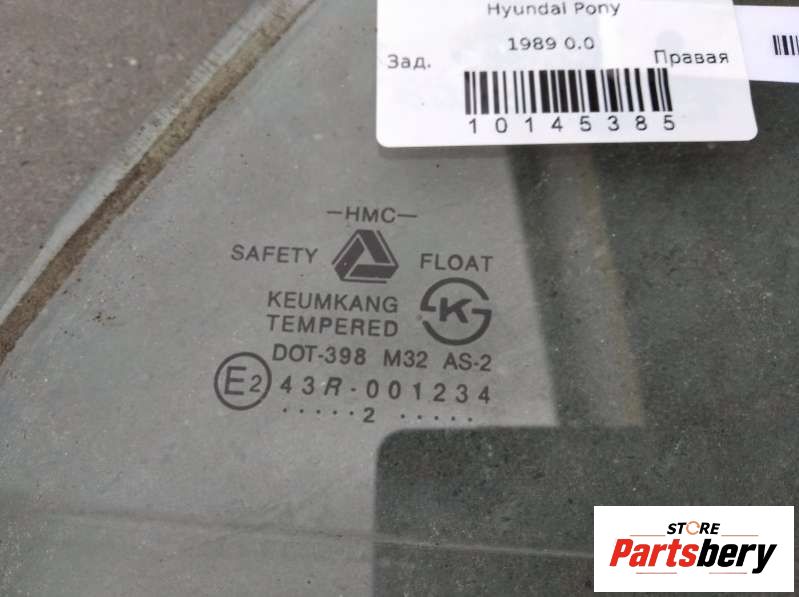 Hyundai Pony
1989 0.0
Зад. Правая
10145385
-HMC-
SAFETY FLOAT
KEUMKANG
TEMPERED
K
DOT-398 M32 AS-2
E2 43R-001234
.....2.....
STORE
Partsbery